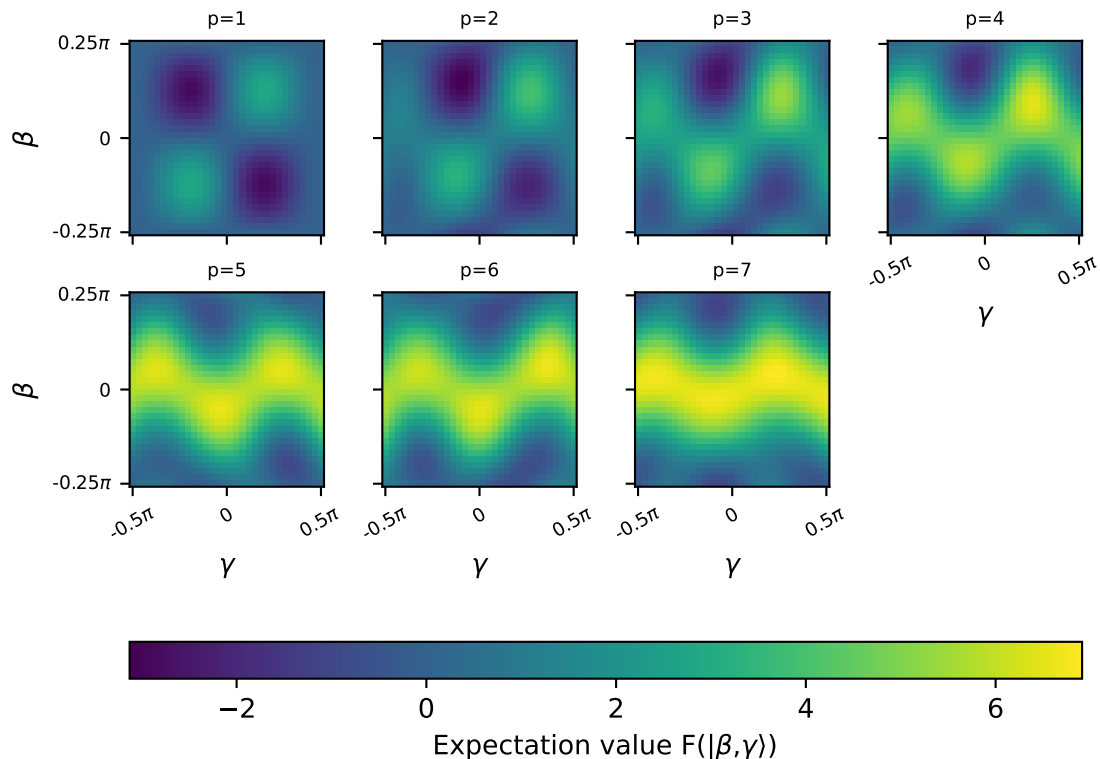 p=1
p=2
p=3
p=4
0.25π
0
-0.25π
β
-0.5π
0
0.5π
γ
p=5
p=6
p=7
0.25π
0
-0.25π
β
-0.5π
0
0.5π
-0.5π
0
0.5π
-0.5π
0
0.5π
γ
γ
γ
−2
0
2
4
6
Expectation value F(|β,γ⟩)